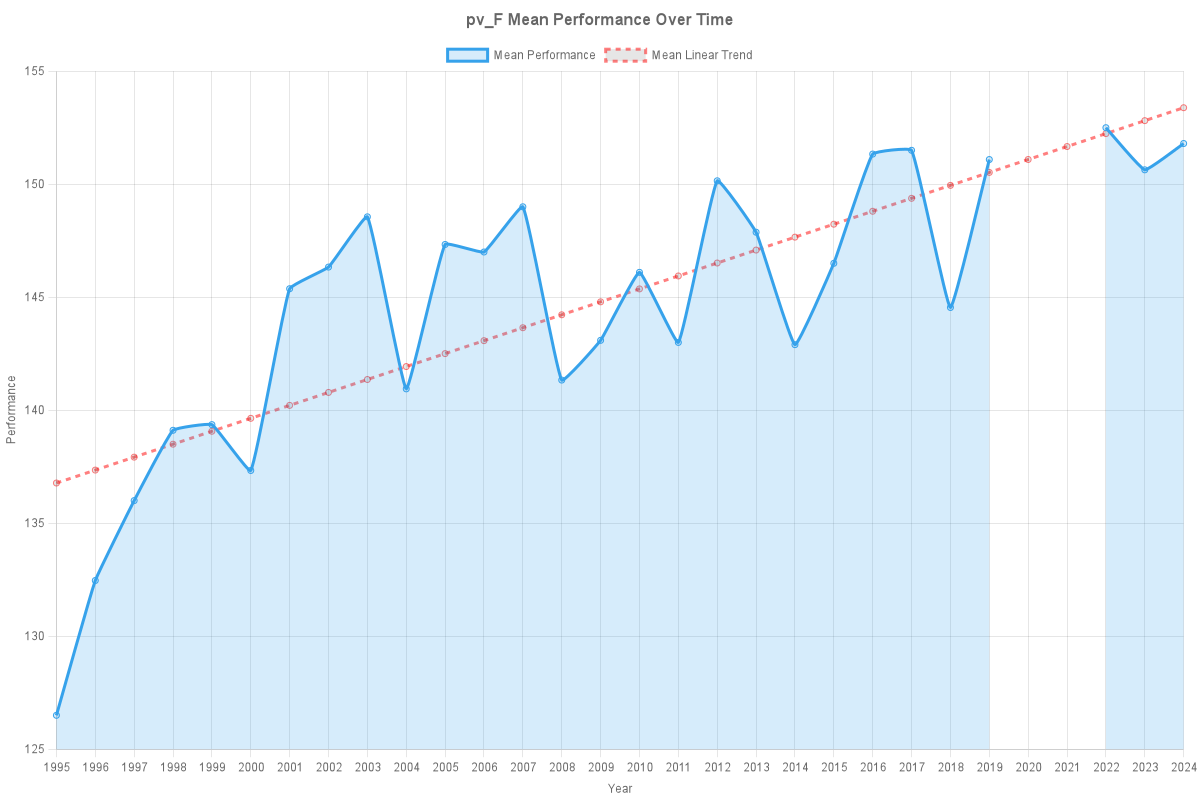 pv_F Mean Performance Over Time
Mean Performance Mean Linear Trend
155
150
145
140
135
130
125
Performance
1995 1996 1997 1998 1999 2000 2001 2002 2003 2004 2005 2006 2007 2008 2009 2010 2011 2012 2013 2014 2015 2016 2017 2018 2019 2020 2021 2022 2023 2024
Year